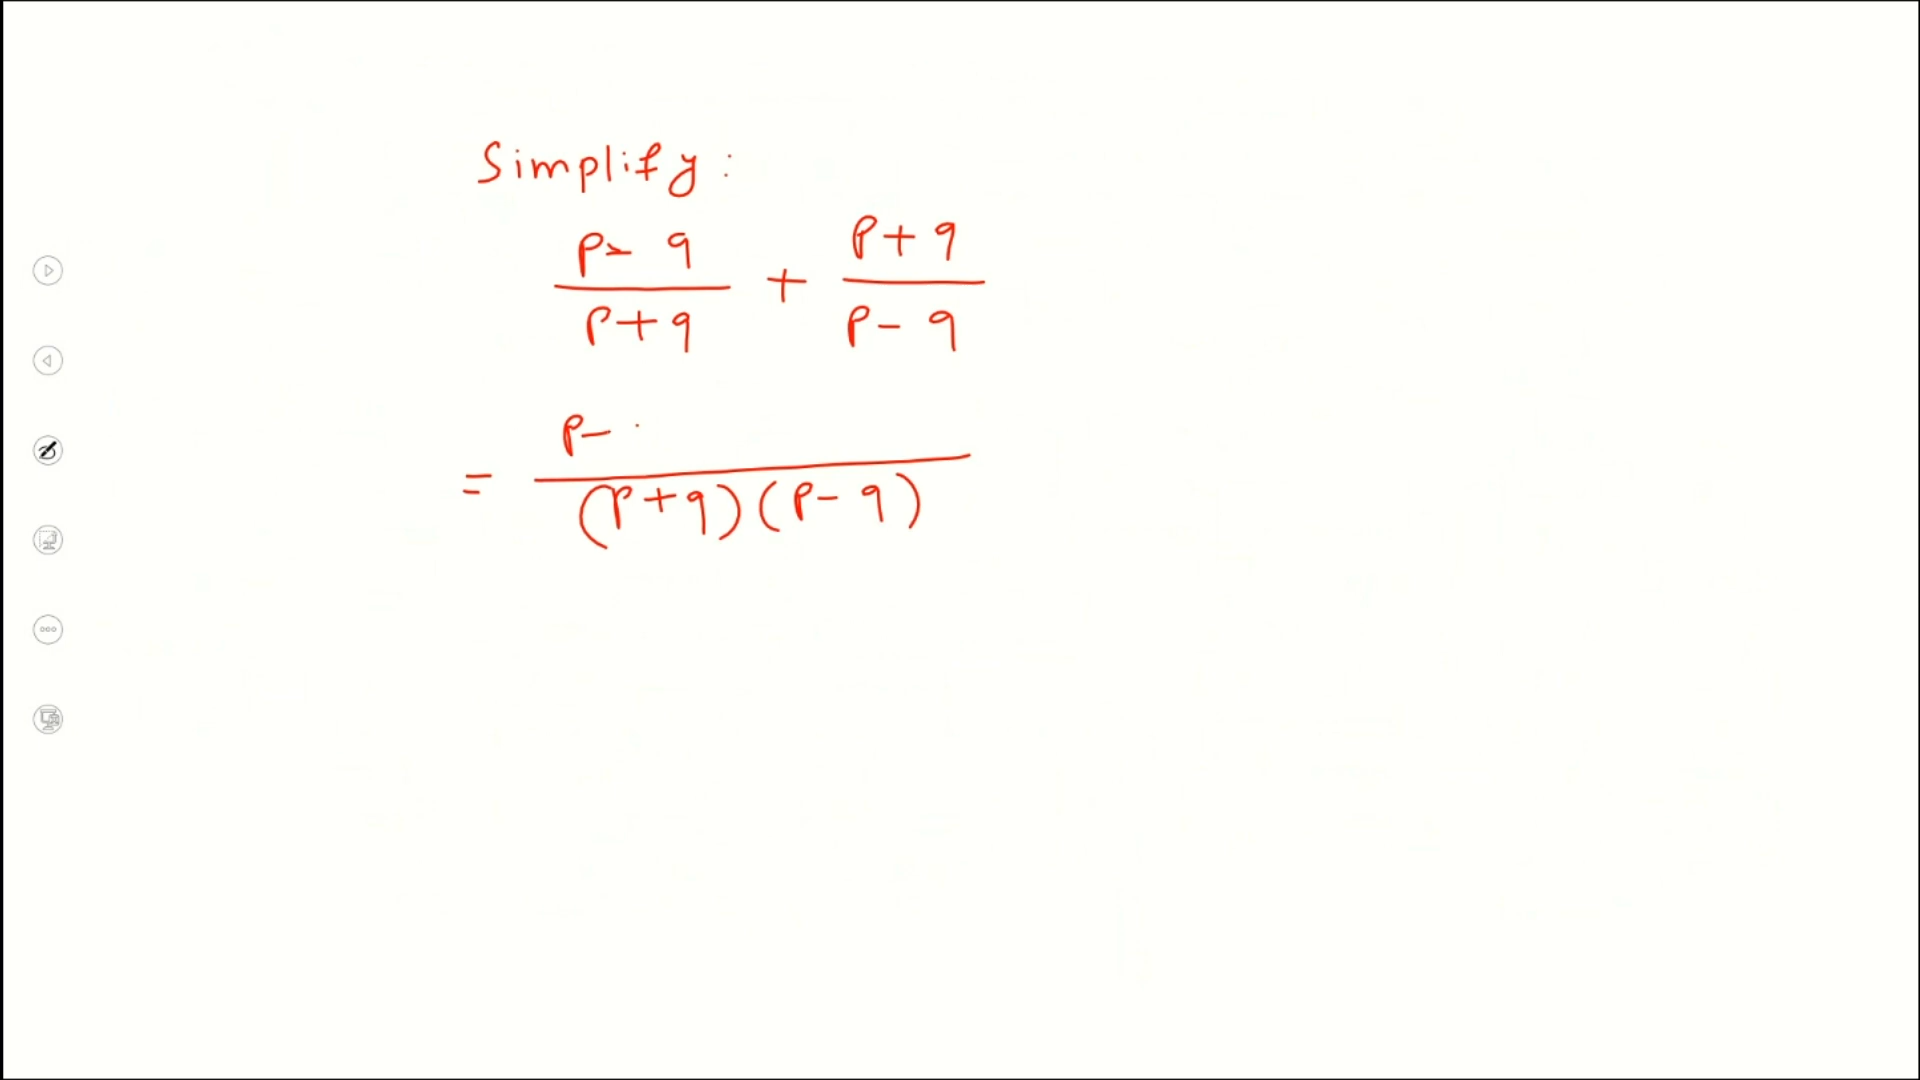 Simplify:
p- q / p+q + p+q / p- q
= p- / (p+q)(p- q)